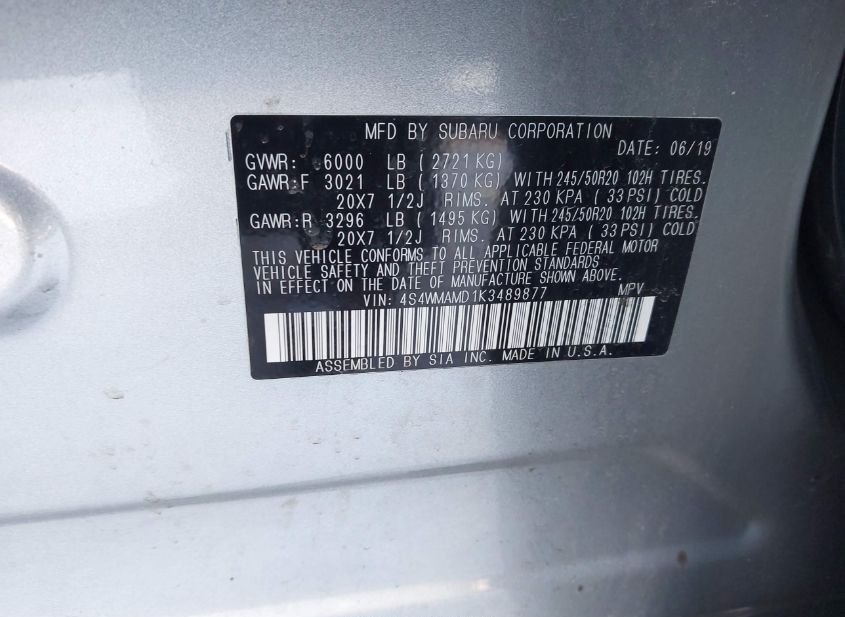 MFD BY SUBARU CORPORATION
DATE: 06/19
GVWR: 6000 LB ( 2721 KG)
GAWR:F 3021 LB ( 1370 KG) WITH 245/50R20 102H TIRES.
20X7 1/2J RIMS. AT 230 KPA ( 33 PSI) COLD
GAWR:R 3296 LB ( 1495 KG) WITH 245/50R20 102H TIRES.
20X7 1/2J RIMS. AT 230 KPA ( 33 PSI) COLD
THIS VEHICLE CONFORMS TO ALL APPLICABLE FEDERAL MOTOR
VEHICLE SAFETY AND THEFT PREVENTION STANDARDS
IN EFFECT ON THE DATE OF MANUFACTURE SHOWN ABOVE.
VIN: 4S4WMAMD1K3489877 MPV
ASSEMBLED BY SIA INC. MADE IN U.S.A.